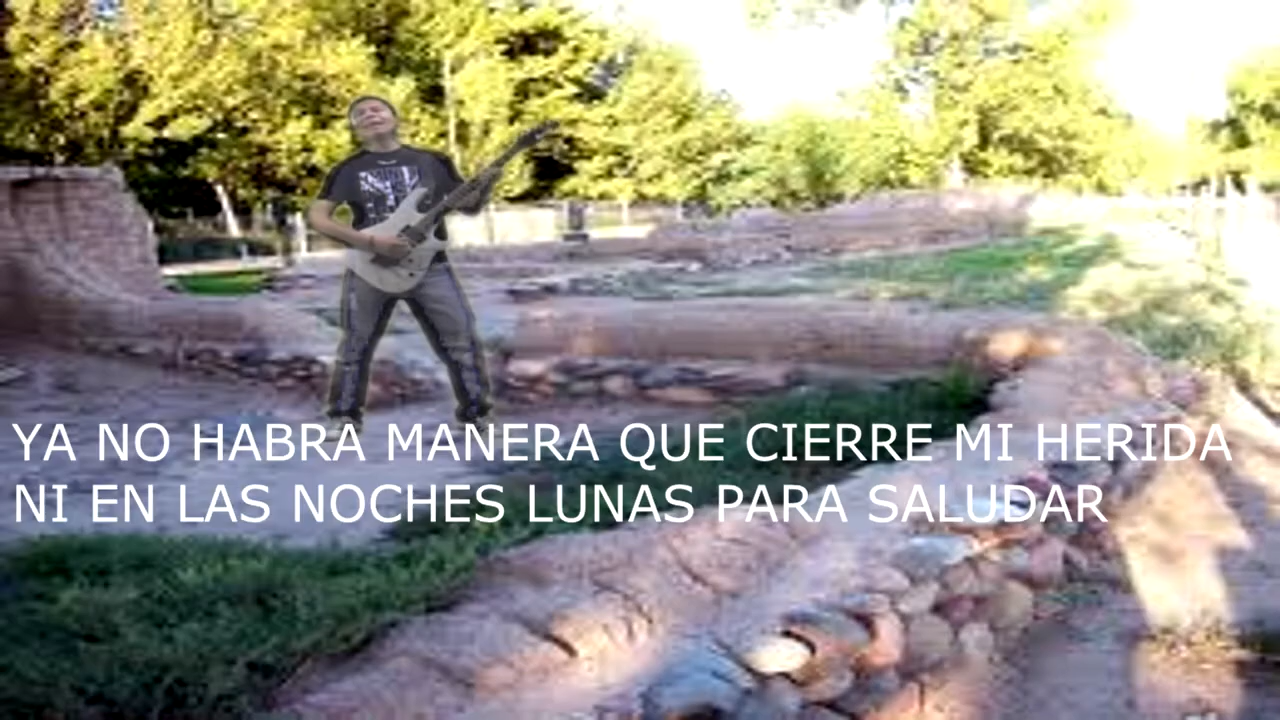 YA NO HABRA MANERA QUE CIERRE MI HERIDA
NI EN LAS NOCHES LUNAS PARA SALUDAR